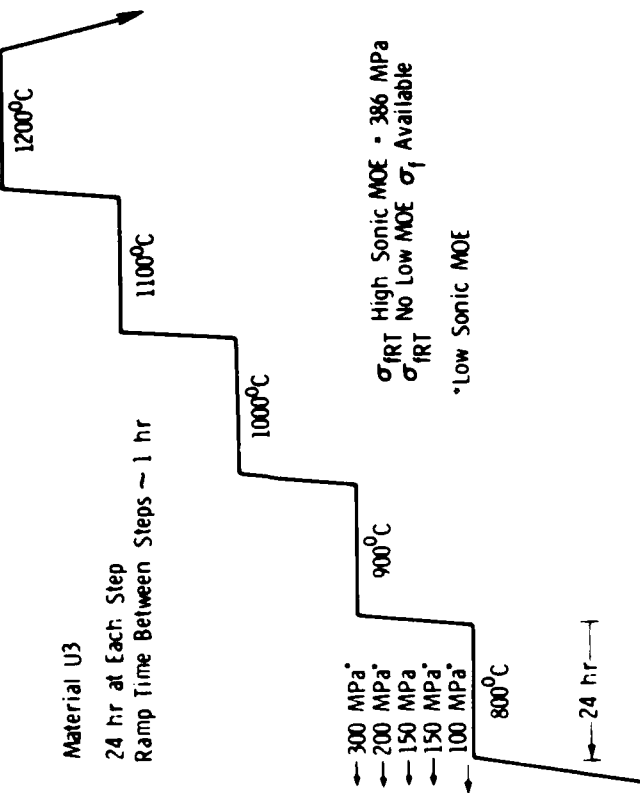 Material U3
24 hr at Each Step
Ramp Time Between Steps ~ 1 hr
1200°C
1100°C
1000°C
900°C
800°C
300 MPa*
200 MPa*
150 MPa
150 MPa*
100 MPa*
24 hr
σfRT High Sonic MOE = 386 MPa
σfRT No Low MOE σf Available
*Low Sonic MOE